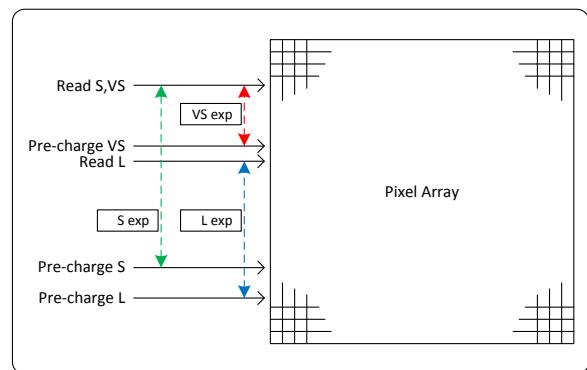 Read S,VS
VS exp
Pre-charge VS
Read L
Pixel Array
S exp
L exp
Pre-charge S
Pre-charge L